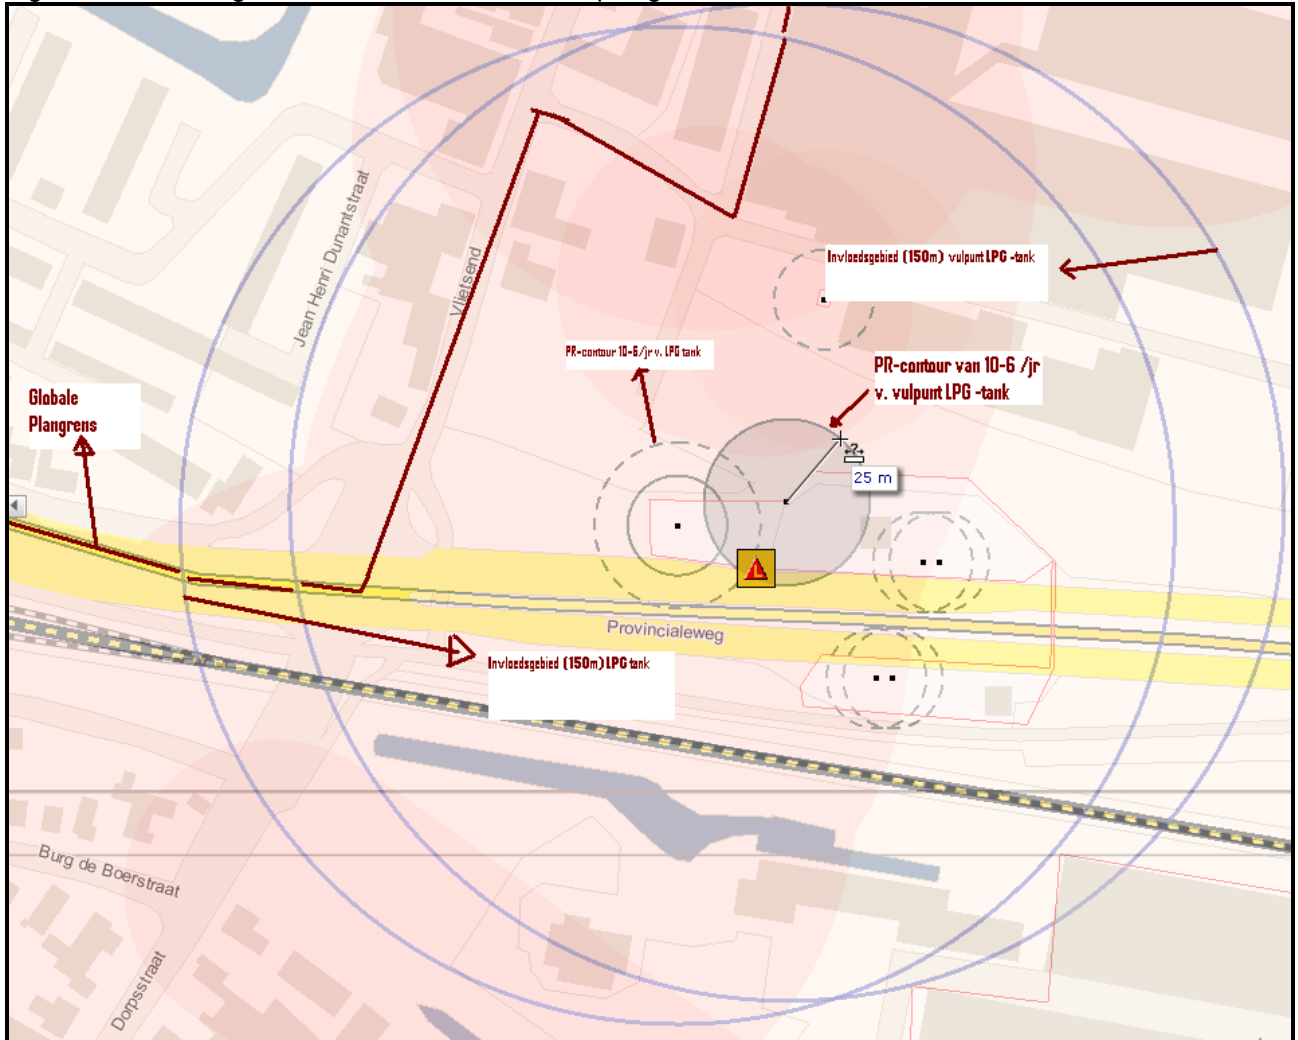 Jean Henri Dunantstraat
Vlietsend
Invloedsgebied (150m) vulpunt LPG -tank
PR-contour 10-6 /jr v. LPG tank
PR-contour van 10-6 /jr
v. vulpunt LPG -tank
Globale
Plangrens
25 m
L
Provincialeweg
Invloedsgebied (150m) LPG tank
Burg de Boerstraat
Dorpsstraat